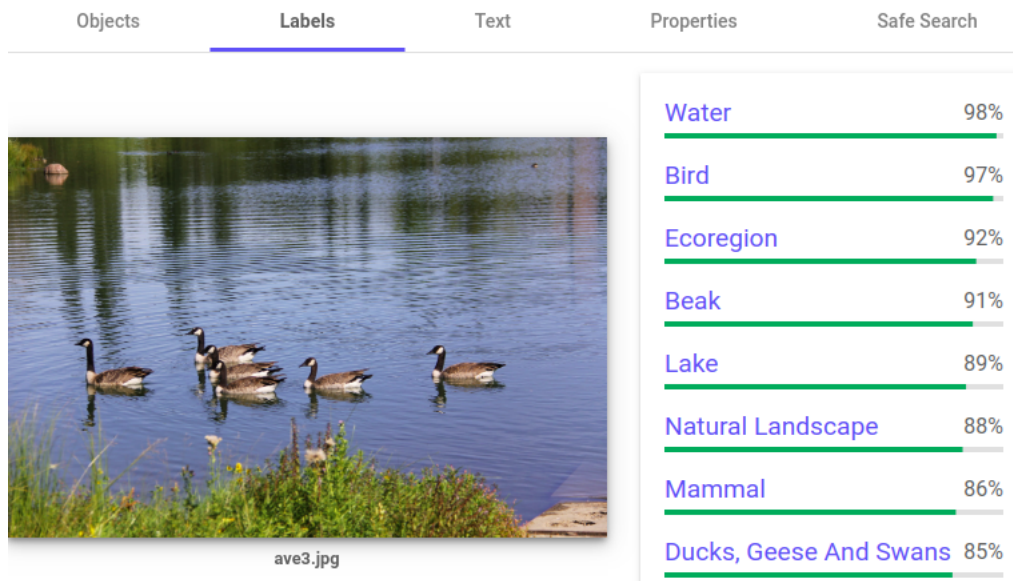 Objects Labels Text Properties Safe Search
Water 98%
Bird 97%
Ecoregion 92%
Beak 91%
Lake 89%
Natural Landscape 88%
Mammal 86%
Ducks, Geese And Swans 85%
ave3.jpg